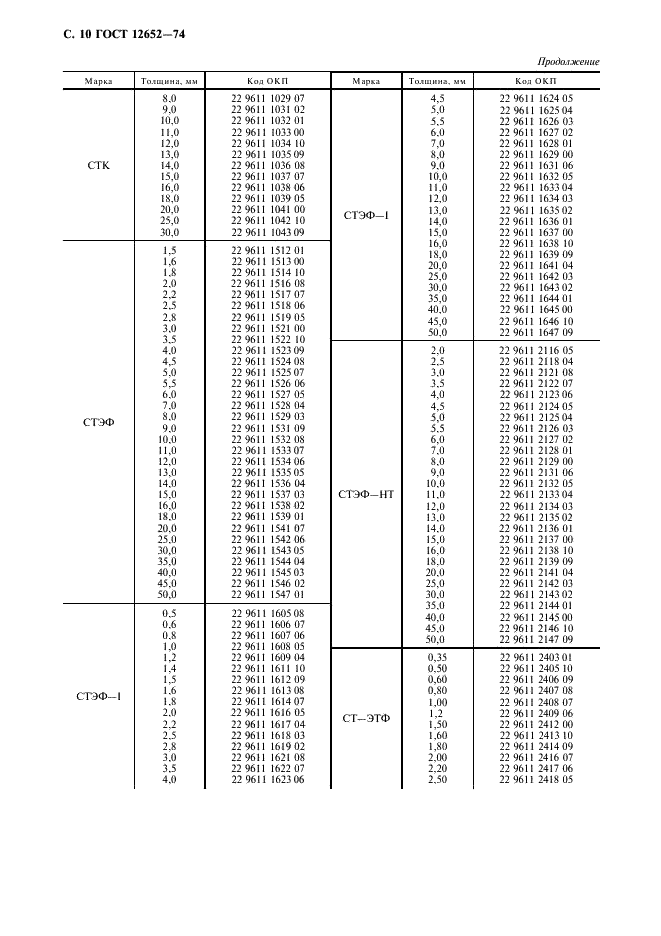 С. 10 ГОСТ 12652—74
Продолжение
Марка Толщина, мм Код ОКП
СТК
8,0 22 9611 1029 07
9,0 22 9611 1031 02
10,0 22 9611 1032 01
11,0 22 9611 1033 00
12,0 22 9611 1034 10
13,0 22 9611 1035 09
14,0 22 9611 1036 08
15,0 22 9611 1037 07
16,0 22 9611 1038 06
18,0 22 9611 1039 05
20,0 22 9611 1041 00
25,0 22 9611 1042 10
30,0 22 9611 1043 09
СТЭФ
1,5 22 9611 1512 01
1,6 22 9611 1513 00
1,8 22 9611 1514 10
2,0 22 9611 1516 08
2,2 22 9611 1517 07
2,5 22 9611 1518 06
2,8 22 9611 1519 05
3,0 22 9611 1521 00
3,5 22 9611 1522 10
4,0 22 9611 1523 09
4,5 22 9611 1524 08
5,0 22 9611 1525 07
5,5 22 9611 1526 06
6,0 22 9611 1527 05
7,0 22 9611 1528 04
8,0 22 9611 1529 03
9,0 22 9611 1531 09
10,0 22 9611 1532 08
11,0 22 9611 1533 07
12,0 22 9611 1534 06
13,0 22 9611 1535 05
14,0 22 9611 1536 04
15,0 22 9611 1537 03
16,0 22 9611 1538 02
18,0 22 9611 1539 01
20,0 22 9611 1541 07
25,0 22 9611 1542 06
30,0 22 9611 1543 05
35,0 22 9611 1544 04
40,0 22 9611 1545 03
45,0 22 9611 1546 02
50,0 22 9611 1547 01
СТЭФ—I
0,5 22 9611 1605 08
0,6 22 9611 1606 07
0,8 22 9611 1607 06
1,0 22 9611 1608 05
1,2 22 9611 1609 04
1,4 22 9611 1611 10
1,5 22 9611 1612 09
1,6 22 9611 1613 08
1,8 22 9611 1614 07
2,0 22 9611 1616 05
2,2 22 9611 1617 04
2,5 22 9611 1618 03
2,8 22 9611 1619 02
3,0 22 9611 1621 08
3,5 22 9611 1622 07
4,0 22 9611 1623 06
Марка Толщина, мм Код ОКП
СТЭФ—I
4,5 22 9611 1624 05
5,0 22 9611 1625 04
5,5 22 9611 1626 03
6,0 22 9611 1627 02
7,0 22 9611 1628 01
8,0 22 9611 1629 00
9,0 22 9611 1631 06
10,0 22 9611 1632 05
11,0 22 9611 1633 04
12,0 22 9611 1634 03
13,0 22 9611 1635 02
14,0 22 9611 1636 01
15,0 22 9611 1637 00
16,0 22 9611 1638 10
18,0 22 9611 1639 09
20,0 22 9611 1641 04
25,0 22 9611 1642 03
30,0 22 9611 1643 02
35,0 22 9611 1644 01
40,0 22 9611 1645 00
45,0 22 9611 1646 10
50,0 22 9611 1647 09
СТЭФ—НТ
2,0 22 9611 2116 05
2,5 22 9611 2118 04
3,0 22 9611 2121 08
3,5 22 9611 2122 07
4,0 22 9611 2123 06
4,5 22 9611 2124 05
5,0 22 9611 2125 04
5,5 22 9611 2126 03
6,0 22 9611 2127 02
7,0 22 9611 2128 01
8,0 22 9611 2129 00
9,0 22 9611 2131 06
10,0 22 9611 2132 05
11,0 22 9611 2133 04
12,0 22 9611 2134 03
13,0 22 9611 2135 02
14,0 22 9611 2136 01
15,0 22 9611 2137 00
16,0 22 9611 2138 10
18,0 22 9611 2139 09
20,0 22 9611 2141 04
25,0 22 9611 2142 03
30,0 22 9611 2143 02
35,0 22 9611 2144 01
40,0 22 9611 2145 00
45,0 22 9611 2146 10
50,0 22 9611 2147 09
СТ—ЭТФ
0,35 22 9611 2403 01
0,50 22 9611 2405 10
0,60 22 9611 2406 09
0,80 22 9611 2407 08
1,00 22 9611 2408 07
1,2 22 9611 2409 06
1,50 22 9611 2412 00
1,60 22 9611 2413 10
1,80 22 9611 2414 09
2,00 22 9611 2416 07
2,20 22 9611 2417 06
2,50 22 9611 2418 05